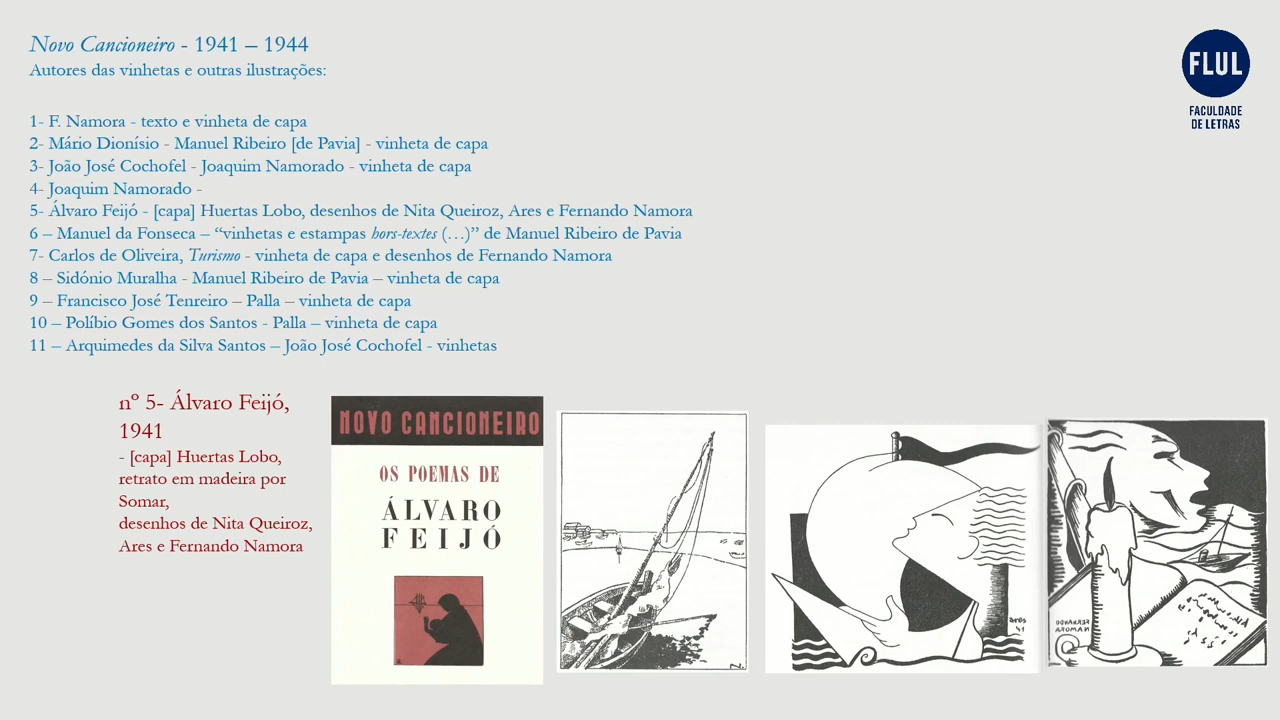 Novo Cancioneiro - 1941 – 1944
Autores das vinhetas e outras ilustrações:
1- F. Namora - texto e vinheta de capa
2- Mário Dionísio - Manuel Ribeiro [de Pavia] - vinheta de capa
3- João José Cochofel - Joaquim Namorado - vinheta de capa
4- Joaquim Namorado -
5- Álvaro Feijó - [capa] Huertas Lobo, desenhos de Nita Queiroz, Ares e Fernando Namora
6 – Manuel da Fonseca – “vinhetas e estampas hors-textes (…)” de Manuel Ribeiro de Pavia
7- Carlos de Oliveira, Turismo - vinheta de capa e desenhos de Fernando Namora
8 – Sidónio Muralha - Manuel Ribeiro de Pavia – vinheta de capa
9 – Francisco José Tenreiro – Palla – vinheta de capa
10 – Políbio Gomes dos Santos - Palla – vinheta de capa
11 – Arquimedes da Silva Santos – João José Cochofel - vinhetas
FLUL
FACULDADE
DE LETRAS
nº 5- Álvaro Feijó,
1941
- [capa] Huertas Lobo,
retrato em madeira por
Somar,
desenhos de Nita Queiroz,
Ares e Fernando Namora
NOVO CANCIONEIRO
OS POEMAS DE
ÁLVARO
FEIJÓ
N.
ares
41
FERNANDO
NAMORA